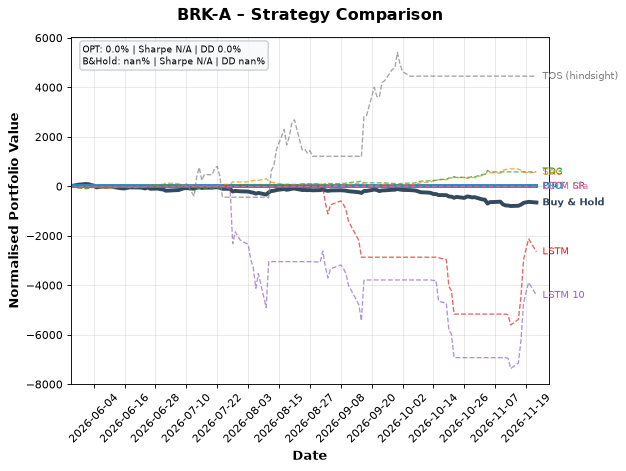 BRK-A – Strategy Comparison
OPT: 0.0% | Sharpe N/A | DD 0.0%
B&Hold: nan% | Sharpe N/A | DD nan%
Normalised Portfolio Value
6000
4000
2000
0
−2000
−4000
−6000
−8000
TOS (hindsight)
Buy & Hold
LSTM
LSTM 10
2026-06-04
2026-06-16
2026-06-28
2026-07-10
2026-07-22
2026-08-03
2026-08-15
2026-08-27
2026-09-08
2026-09-20
2026-10-02
2026-10-14
2026-10-26
2026-11-07
2026-11-19
Date